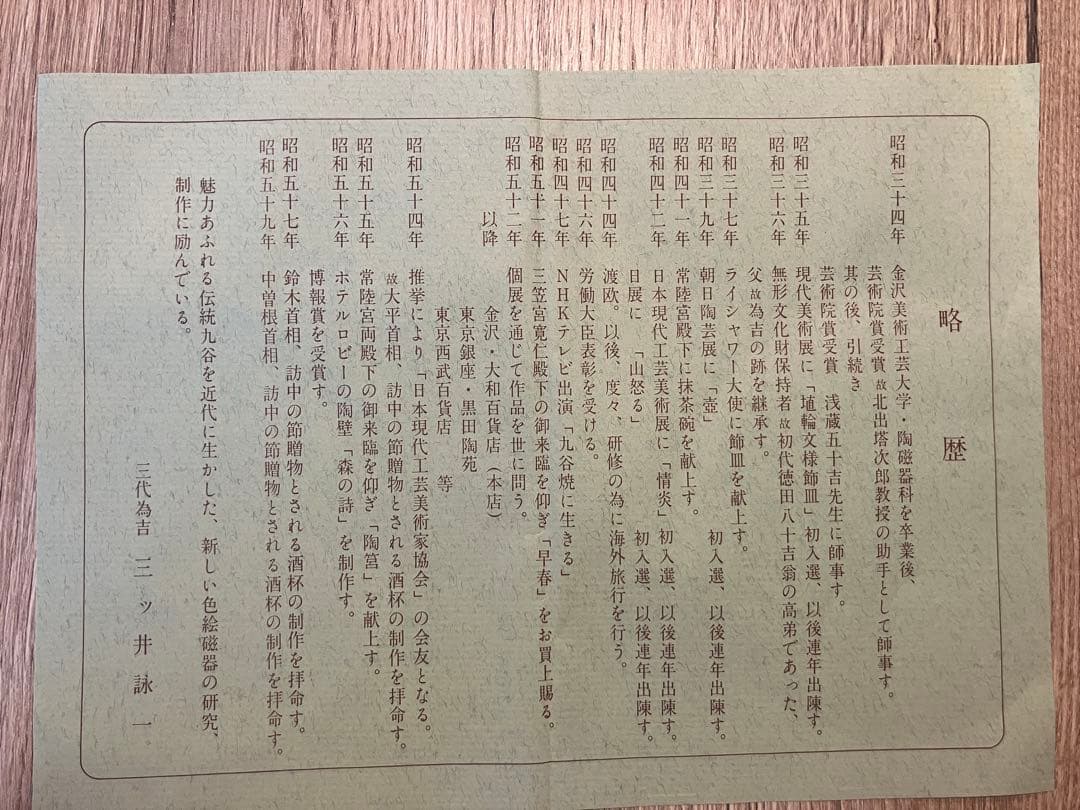 略歴
昭和三十四年 金沢美術工芸大学・陶磁器科を卒業後、
芸術院賞受賞 故北出塔次郎教授の助手として師事す。
其の後、引続き
芸術院賞受賞 浅蔵五十吉先生に師事す。
昭和三十五年 現代美術展に「埴輪文様飾皿」初入選、以後連年出陳す。
昭和三十六年 無形文化財保持者 故初代徳田八十吉翁の高弟であった、
父 故為吉の跡を継承す。
昭和三十七年 ライシャワー大使に飾皿を献上す。
昭和三十九年 朝日陶芸展に「壺」 初入選、以後連年出陳す。
昭和四十一年 常陸宮殿下に抹茶碗を献上す。
昭和四十二年 日本現代工芸美術展に「情炎」初入選、以後連年出陳す。
日展に「山怒」 初入選、以後連年出陳す。
昭和四十四年 渡欧。以後、度々、研修の為に海外旅行を行う。
昭和四十六年 労働大臣表彰を受ける。
昭和四十七年 NHKテレビ出演「九谷焼に生きる」
昭和五十一年 三笠宮寛仁殿下の御来臨を仰ぎ「早春」をお買上賜る。
昭和五十二年 個展を通じて作品を世に問う。
以降 金沢・大和百貨店(本店)
東京銀座・黒田陶苑
東京西武百貨店 等
昭和五十四年 推挙により「日本現代工芸美術家協会」の会友となる。
故大平首相、訪中の節贈物とされる酒杯の制作を拝命す。
昭和五十五年 常陸宮両殿下の御来臨を仰ぎ「陶筥」を献上す。
昭和五十六年 ホテルロビーの陶壁「森の詩」を制作す。
博報賞を受賞す。
昭和五十七年 鈴木首相、訪中の節贈物とされる酒杯の制作を拝命す。
昭和五十九年 中曽根首相、訪中の節贈物とされる酒杯の制作を拝命す。
魅力あふれる伝統九谷を近代に生かした、新しい色絵磁器の研究、
制作に励んでいる。
三代為吉 三ッ井詠一